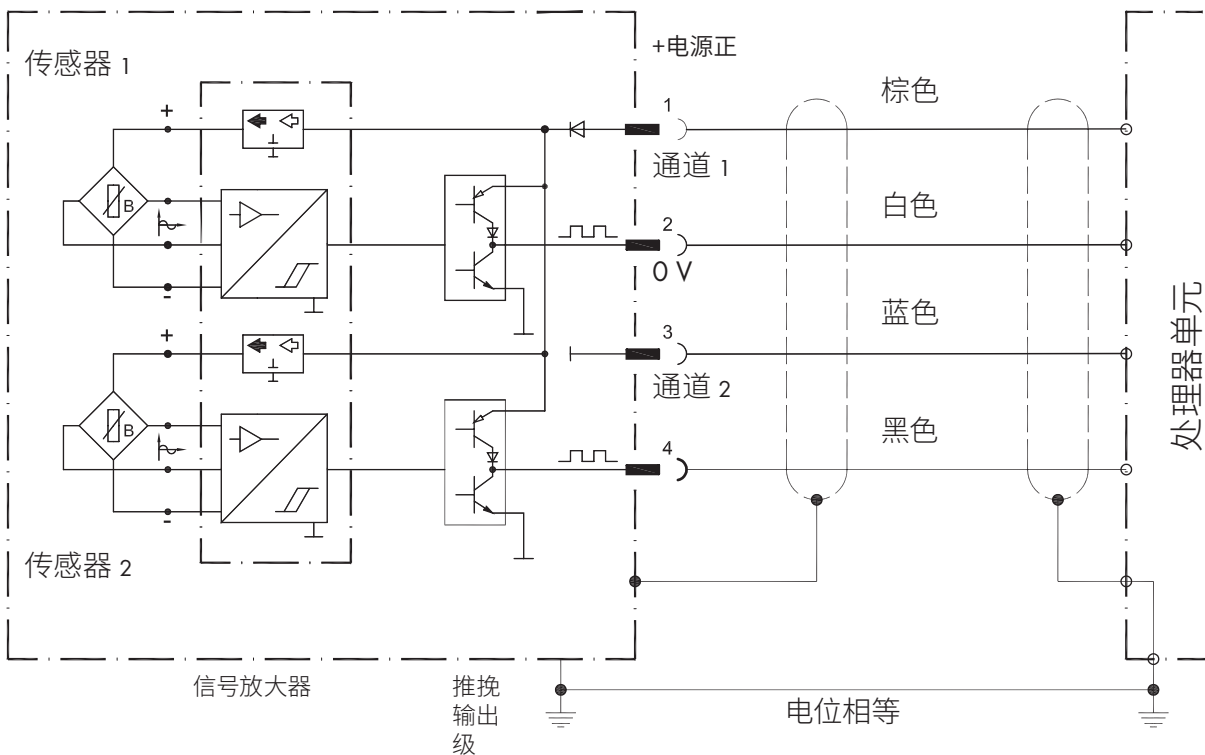 传感器 1
+电源正
棕色
+
1
通道 1
白色
B
2
-
0 V
蓝色
+
3
通道 2
黑色
B
4
-
传感器 2
处理器单元
信号放大器
推挽
输出
级
电位相等